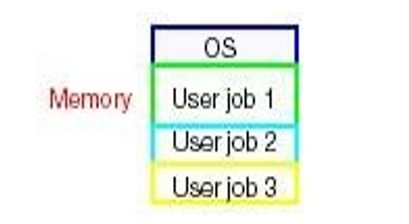 OS
Memory
User job 1
User job 2
User job 3